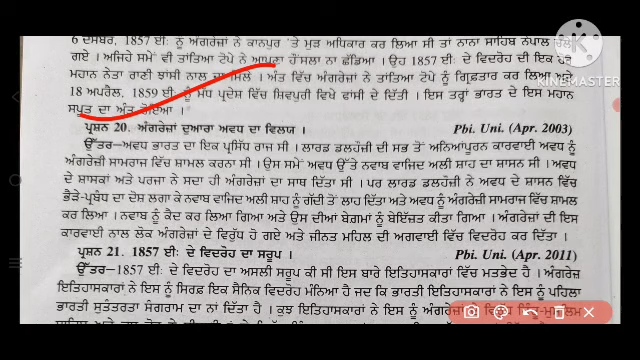 6 ਦਸੰਬਰ, 1857 ਈ: ਨੂੰ ਅੰਗਰੇਜ਼ਾਂ ਨੇ ਕਾਨਪੁਰ 'ਤੇ ਮੁੜ ਅਧਿਕਾਰ ਕਰ ਲਿਆ ਸੀ ਤਾਂ ਨਾਨਾ ਸਾਹਿਬ ਨੇਪਾਲ ਚਲੇ
ਗਏ । ਅਜਿਹੇ ਸਮੇਂ ਵੀ ਤਾਂਤਿਆ ਟੋਪੇ ਨੇ ਆਪਣਾ ਹੌਂਸਲਾ ਨਾ ਛੱਡਿਆ । ਉਹ 1857 ਈ: ਦੇ ਵਿਦਰੋਹ ਦੀ ਇਕ ਹੋਰ
ਮਹਾਨ ਨੇਤਾ ਰਾਣੀ ਝਾਂਸੀ ਨਾਲ ਜਾ ਮਿਲੇ । ਅੰਤ ਵਿੱਚ ਅੰਗਰੇਜ਼ਾਂ ਨੇ ਤਾਂਤਿਆ ਟੋਪੇ ਨੂੰ ਗ੍ਰਿਫ਼ਤਾਰ ਕਰ ਲਿਆ ਅਤੇ
18 ਅਪਰੈਲ, 1859 ਈ: ਨੂੰ ਮੱਧ ਪ੍ਰਦੇਸ਼ ਵਿੱਚ ਸ਼ਿਵਪੁਰੀ ਵਿਖੇ ਫਾਂਸੀ ਦੇ ਦਿੱਤੀ । ਇਸ ਤਰ੍ਹਾਂ ਭਾਰਤ ਦੇ ਇਸ ਮਹਾਨ
ਸਪੂਤ ਦਾ ਅੰਤ ਹੋਇਆ ।
ਪ੍ਰਸ਼ਨ 20. ਅੰਗਰੇਜ਼ਾਂ ਦੁਆਰਾ ਅਵਧ ਦਾ ਵਿਲਯ । Pbi. Uni. (Apr. 2003)
ਉੱਤਰ—ਅਵਧ ਭਾਰਤ ਦਾ ਇਕ ਪ੍ਰਸਿੱਧ ਰਾਜ ਸੀ । ਲਾਰਡ ਡਲਹੌਜ਼ੀ ਦੀ ਸਭ ਤੋਂ ਅਨਿਆਂਪੂਰਨ ਕਾਰਵਾਈ ਅਵਧ ਨੂੰ
ਅੰਗਰੇਜ਼ੀ ਸਾਮਰਾਜ ਵਿੱਚ ਸ਼ਾਮਲ ਕਰਨਾ ਸੀ । ਉਸ ਸਮੇਂ ਅਵਧ ਉੱਤੇ ਨਵਾਬ ਵਾਜਿਦ ਅਲੀ ਸ਼ਾਹ ਦਾ ਸ਼ਾਸਨ ਸੀ । ਅਵਧ
ਦੇ ਸ਼ਾਸਕਾਂ ਅਤੇ ਪਰਜਾ ਨੇ ਸਦਾ ਹੀ ਅੰਗਰੇਜ਼ਾਂ ਦਾ ਸਾਥ ਦਿੱਤਾ ਸੀ । ਪਰ ਲਾਰਡ ਡਲਹੌਜ਼ੀ ਨੇ ਅਵਧ ਦੇ ਸ਼ਾਸਨ ਵਿੱਚ
ਭੈੜੇ-ਪ੍ਰਬੰਧ ਦਾ ਦੋਸ਼ ਲਗਾ ਕੇ ਨਵਾਬ ਵਾਜਿਦ ਅਲੀ ਸ਼ਾਹ ਨੂੰ ਗੱਦੀ ਤੋਂ ਲਾਹ ਦਿੱਤਾ ਅਤੇ ਅਵਧ ਨੂੰ ਅੰਗਰੇਜ਼ੀ ਸਾਮਰਾਜ ਵਿੱਚ ਸ਼ਾਮਲ
ਕਰ ਲਿਆ । ਨਵਾਬ ਨੂੰ ਕੈਦ ਕਰ ਲਿਆ ਗਿਆ ਅਤੇ ਉਸ ਦੀਆਂ ਬੇਗ਼ਮਾਂ ਨੂੰ ਬੇਇੱਜ਼ਤ ਕੀਤਾ ਗਿਆ । ਅੰਗਰੇਜ਼ਾਂ ਦੀ ਇਸ
ਕਾਰਵਾਈ ਨਾਲ ਲੋਕ ਅੰਗਰੇਜ਼ਾਂ ਦੇ ਵਿਰੁੱਧ ਹੋ ਗਏ ਅਤੇ ਜੀਨਤ ਮਹਿਲ ਦੀ ਅਗਵਾਈ ਵਿੱਚ ਵਿਦਰੋਹ ਕਰ ਦਿੱਤਾ ।
ਪ੍ਰਸ਼ਨ 21. 1857 ਈ: ਦੇ ਵਿਦਰੋਹ ਦਾ ਸਰੂਪ । Pbi. Uni. (Apr. 2011)
ਉੱਤਰ—1857 ਈ: ਦੇ ਵਿਦਰੋਹ ਦਾ ਅਸਲੀ ਸਰੂਪ ਕੀ ਸੀ ਇਸ ਬਾਰੇ ਇਤਿਹਾਸਕਾਰਾਂ ਵਿੱਚ ਮਤਭੇਦ ਹੈ । ਅੰਗਰੇਜ਼
ਇਤਿਹਾਸਕਾਰਾਂ ਨੇ ਇਸ ਨੂੰ ਸਿਰਫ਼ ਇਕ ਸੈਨਿਕ ਵਿਦਰੋਹ ਮੰਨਿਆ ਹੈ ਜਦ ਕਿ ਭਾਰਤੀ ਇਤਿਹਾਸਕਾਰਾਂ ਨੇ ਇਸ ਨੂੰ ਪਹਿਲਾ
ਭਾਰਤੀ ਸੁਤੰਤਰਤਾ ਸੰਗਰਾਮ ਦਾ ਨਾਂ ਦਿੱਤਾ ਹੈ । ਕੁਝ ਇਤਿਹਾਸਕਾਰਾਂ ਨੇ ਇਸ ਨੂੰ ਅੰਗਰੇਜ਼ਾਂ ਦੇ ਵਿਰੁੱਧ ਹਿੰਦੂ-ਮੁਸਲਿਮ
KINEMASTER